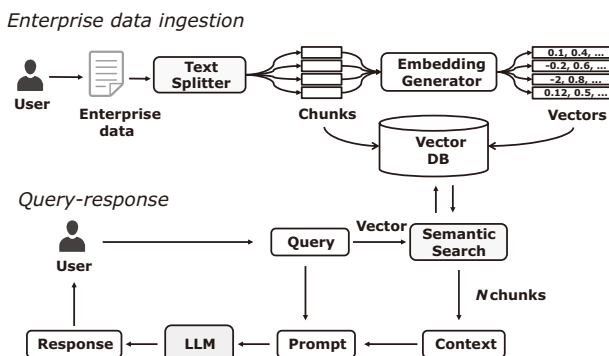 Enterprise data ingestion
User
Enterprise
data
Text
Splitter
Chunks
Embedding
Generator
0.1, 0.4, ...
-0.2, 0.6, ...
-2, 0.8, ...
0.12, 0.5, ...
Vectors
Vector
DB
Query-response
User
Query
Vector
Semantic
Search
N chunks
Response
LLM
Prompt
Context